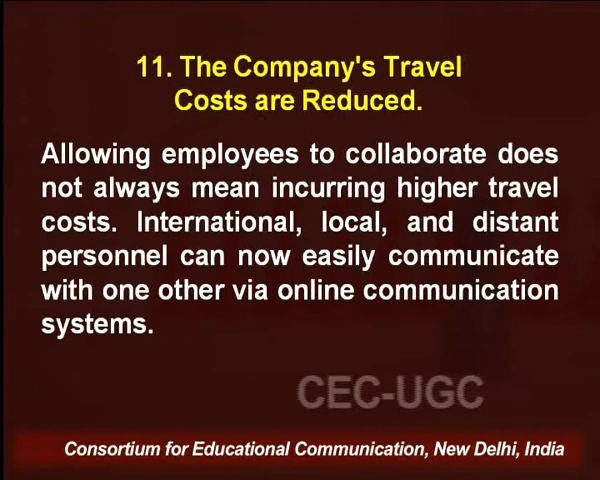 11. The Company's Travel
Costs are Reduced.
Allowing employees to collaborate does
not always mean incurring higher travel
costs. International, local, and distant
personnel can now easily communicate
with one other via online communication
systems.
CEC-UGC
Consortium for Educational Communication, New Delhi, India